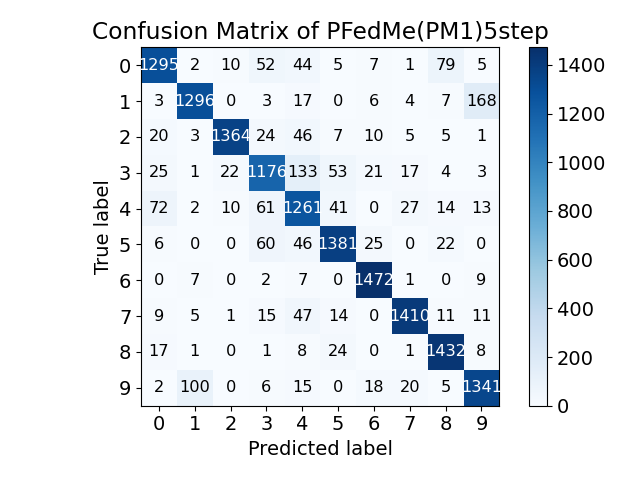 Confusion Matrix of PFedMe(PM1)5step
0 1295 2 10 52 44 5 7 1 79 5
1 3 1296 0 3 17 0 6 4 7 168
2 20 3 1364 24 46 7 10 5 5 1
3 25 1 22 1176 133 53 21 17 4 3
4 72 2 10 61 1261 41 0 27 14 13
5 6 0 0 60 46 1381 25 0 22 0
6 0 7 0 2 7 0 1472 1 0 9
7 9 5 1 15 47 14 0 1410 11 11
8 17 1 0 1 8 24 0 1 1432 8
9 2 100 0 6 15 0 18 20 5 1341
0 1 2 3 4 5 6 7 8 9
Predicted label
True label
1400
1200
1000
800
600
400
200
0